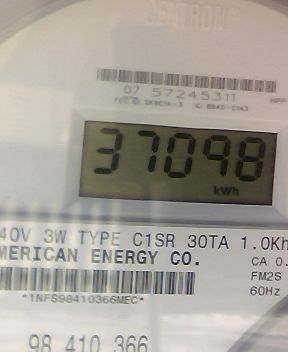 CENTRON
07 57245311
37098
kWh
40V 3W TYPE C1SR 30TA 1.0Kh
MERICAN ENERGY CO.
CA 0.
FM2S
*1NFS98410366MEC*
60Hz
98 410 366